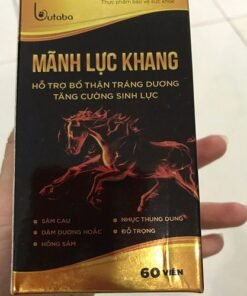 Thực phẩm bảo vệ sức khỏe
butaba
MÃNH LỰC KHANG
HỖ TRỢ BỔ THẬN TRÁNG DƯƠNG
TĂNG CƯỜNG SINH LỰC
• SÂM CAU
• DÂM DƯƠNG HOẮC
• HỒNG SÂM
• NHỤC THUNG DUNG
• ĐỖ TRỌNG
60 VIÊN